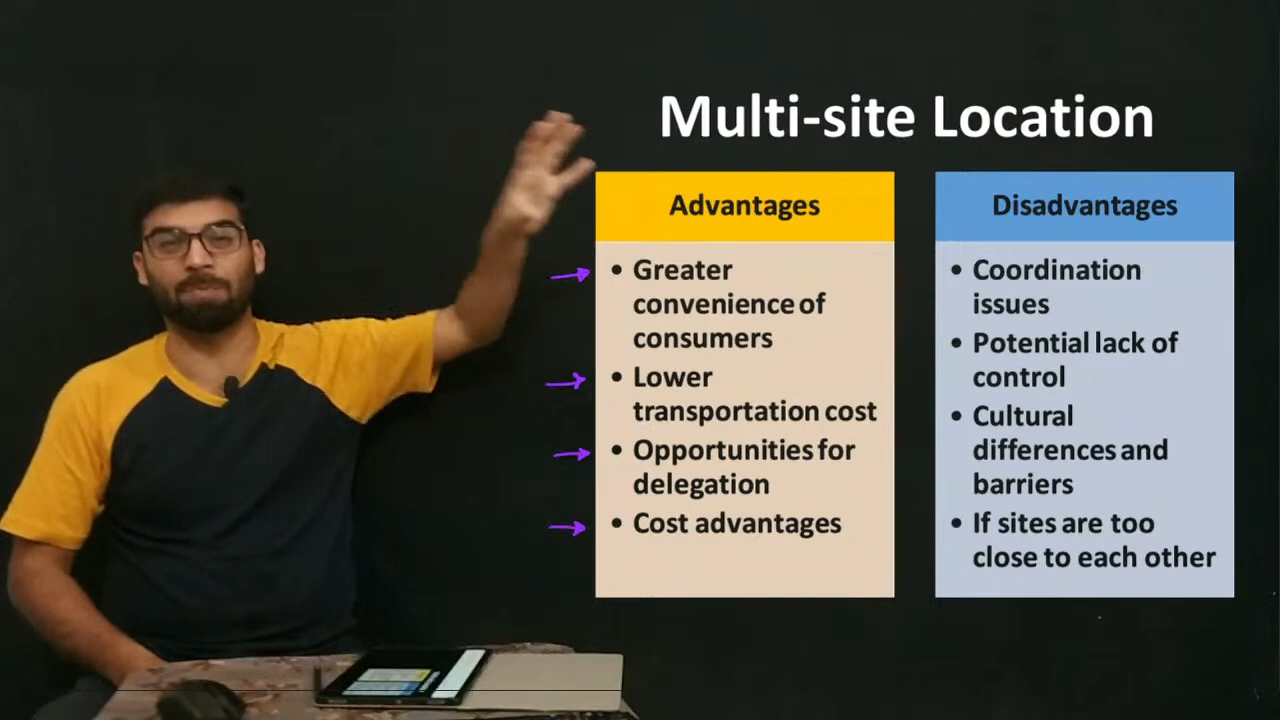 Multi-site Location
Advantages
• Greater
convenience of
consumers
• Lower
transportation cost
• Opportunities for
delegation
• Cost advantages
Disadvantages
• Coordination
issues
• Potential lack of
control
• Cultural
differences and
barriers
• If sites are too
close to each other